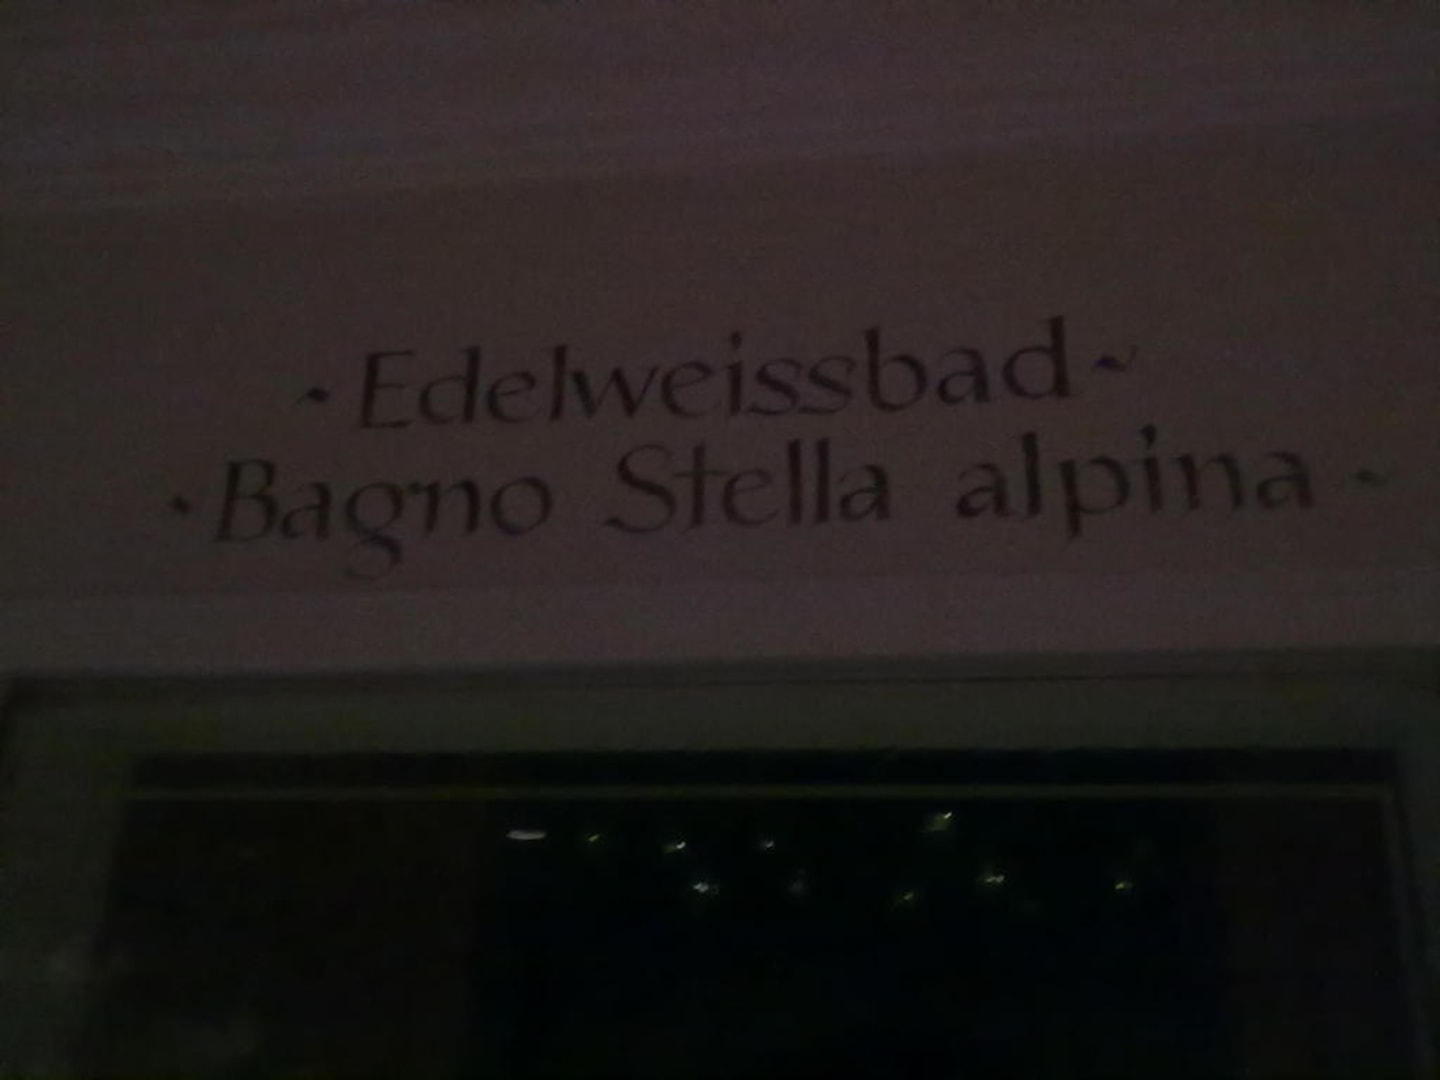 · Edelweissbad ·
· Bagno Stella alpina ·